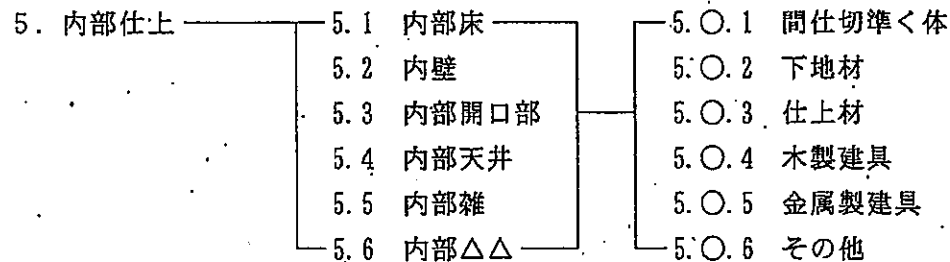 5. 内部仕上 5.1 内部床 5.○.1 間仕切準く体
5.2 内壁 5.○.2 下地材
5.3 内部開口部 5.○.3 仕上材
5.4 内部天井 5.○.4 木製建具
5.5 内部雑 5.○.5 金属製建具
5.6 内部△△ 5.○.6 その他